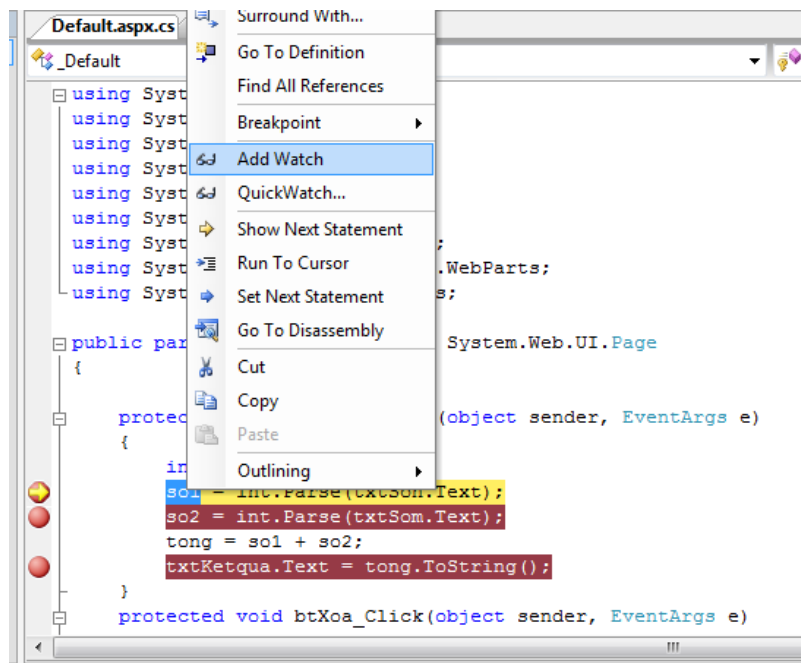 Default.aspx.cs
Surround With...
_Default
Go To Definition
Find All References
Breakpoint
Add Watch
QuickWatch...
Show Next Statement
Run To Cursor
Set Next Statement
Go To Disassembly
Cut
Copy
Paste
Outlining
using Syst
using Syst
using Syst
using Syst
using Syst
using Syst
using Syst ;
using Syst .WebParts;
using Syst s;
public par System.Web.UI.Page
{
protec (object sender, EventArgs e)
{
in
so1 = int.Parse(txtSon.Text);
so2 = int.Parse(txtSom.Text);
tong = so1 + so2;
txtKetqua.Text = tong.ToString();
}
protected void btXoa_Click(object sender, EventArgs e)